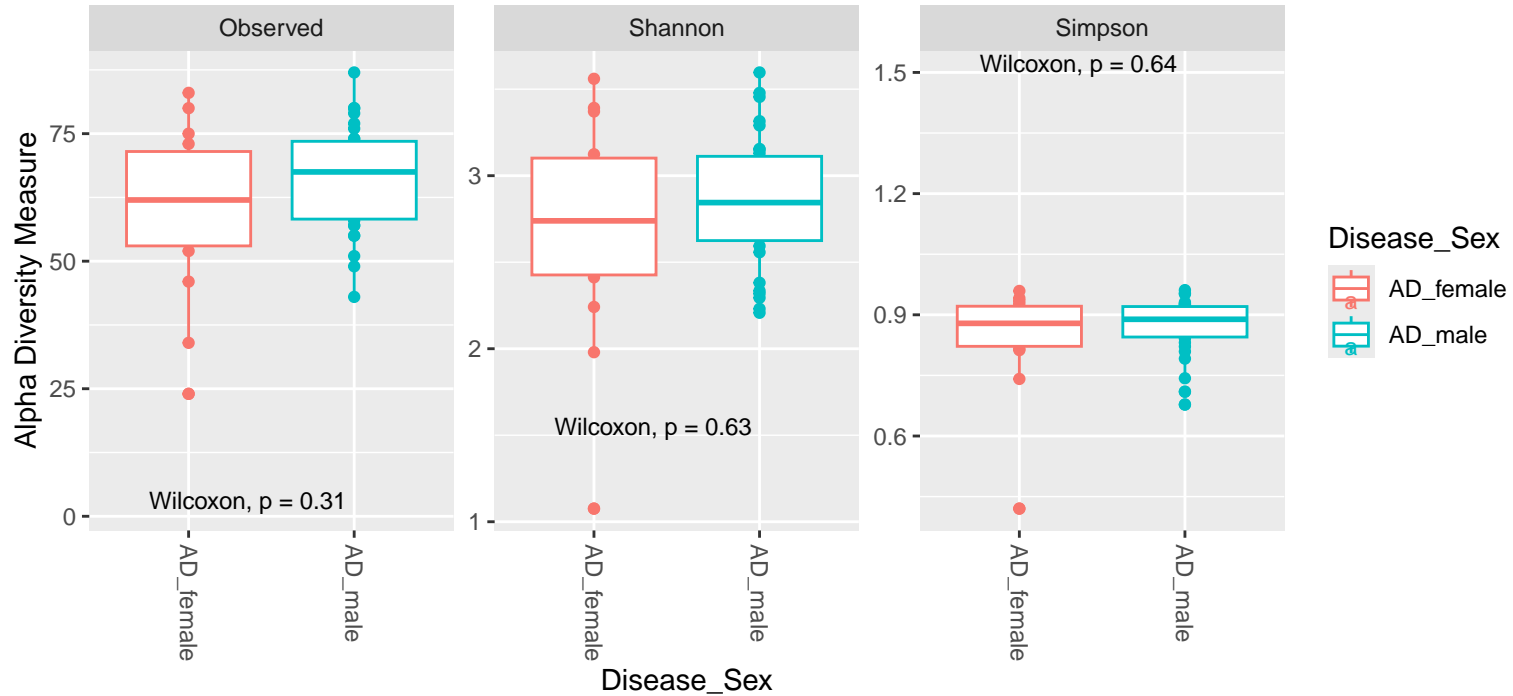 Observed
Shannon
Simpson
Alpha Diversity Measure
75
50
25
0
Wilcoxon, p = 0.31
AD_female
AD_male
3
2
1
Wilcoxon, p = 0.63
AD_female
AD_male
1.5
1.2
0.9
0.6
Wilcoxon, p = 0.64
AD_female
AD_male
Disease_Sex
Disease_Sex
a
AD_female
a
AD_male